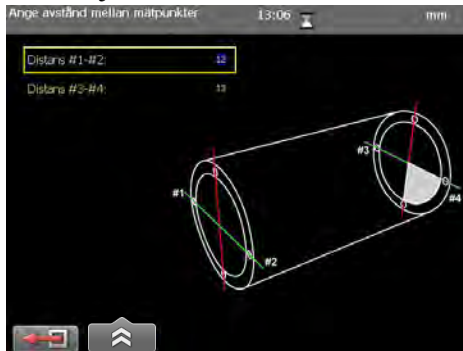 Ange avstånd mellan mätpunkter 13:06 mm
Distans #1-#2: 12
Distans #3-#4: 13
#3
#1
#4
#2